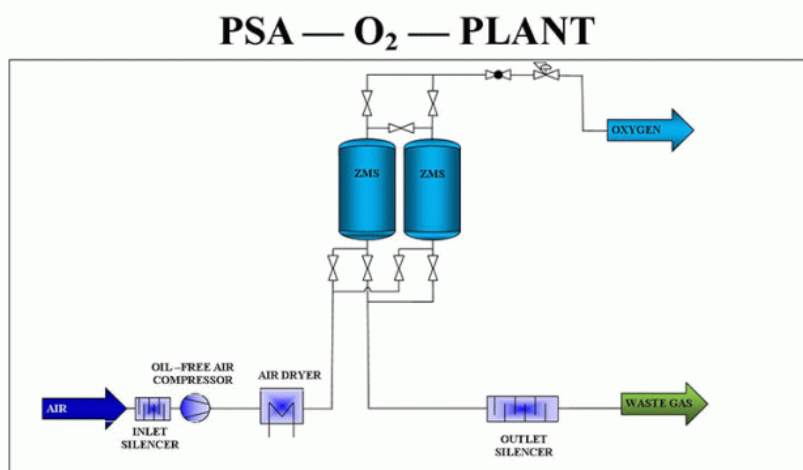 PSA — O₂ — PLANT
OXYGEN
ZMS
ZMS
OIL –FREE AIR
COMPRESSOR
AIR DRYER
AIR
INLET
SILENCER
OUTLET
SILENCER
WASTE GAS